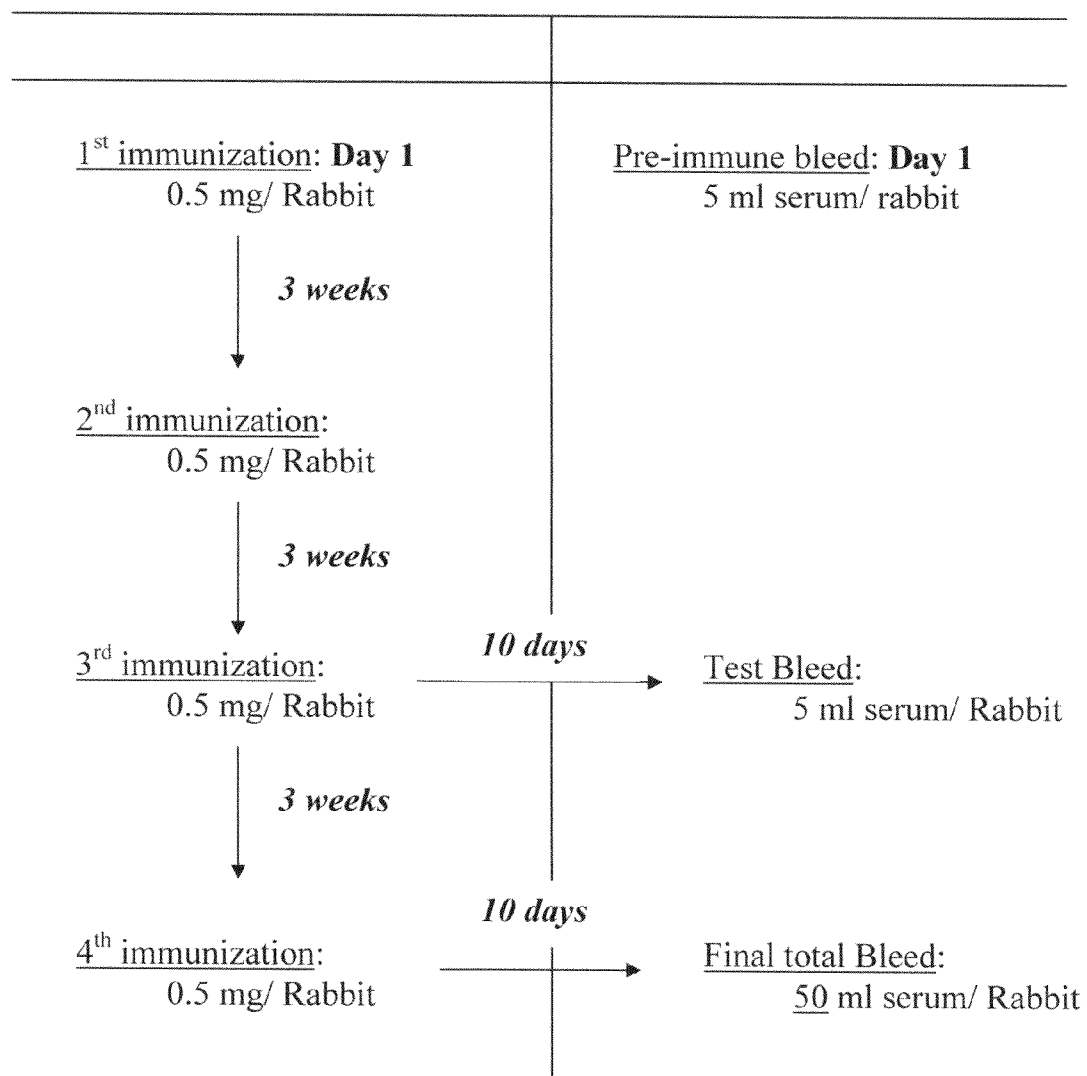 1st immunization: Day 1
0.5 mg/ Rabbit
Pre-immune bleed: Day 1
5 ml serum/ rabbit
3 weeks
2nd immunization:
0.5 mg/ Rabbit
3 weeks
10 days
3rd immunization:
0.5 mg/ Rabbit
Test Bleed:
5 ml serum/ Rabbit
3 weeks
10 days
4th immunization:
0.5 mg/ Rabbit
Final total Bleed:
50 ml serum/ Rabbit